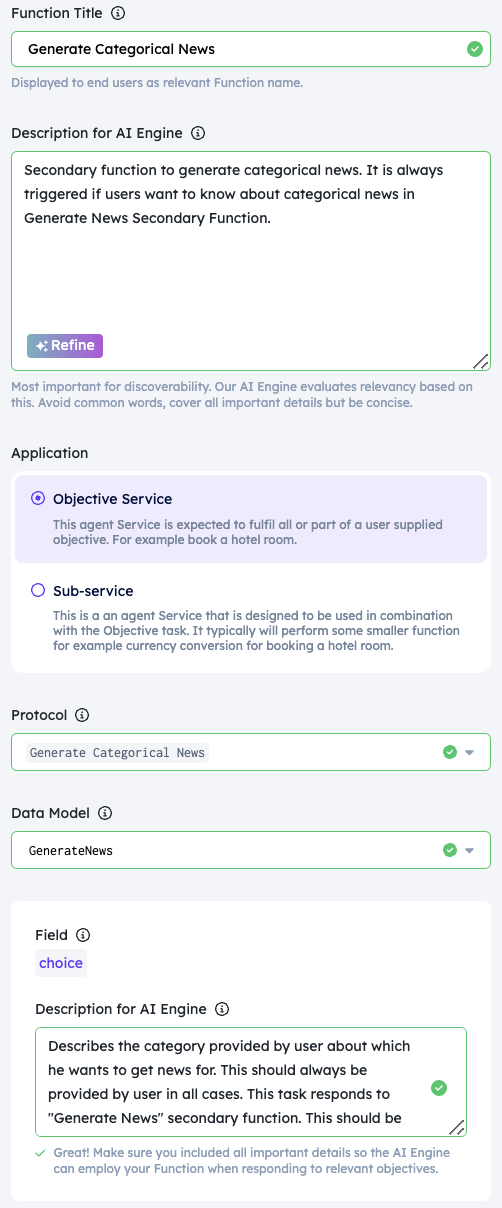 Function Title
Generate Categorical News
Displayed to end users as relevant Function name.
Description for AI Engine
Secondary function to generate categorical news. It is always
triggered if users want to know about categorical news in
Generate News Secondary Function.
Refine
Most important for discoverability. Our AI Engine evaluates relevancy based on
this. Avoid common words, cover all important details but be concise.
Application
Objective Service
This agent Service is expected to fulfil all or part of a user supplied
objective. For example book a hotel room.
Sub-service
This is a an agent Service that is designed to be used in combination
with the Objective task. It typically will perform some smaller function
for example currency conversion for booking a hotel room.
Protocol
Generate Categorical News
Data Model
GenerateNews
Field
choice
Description for AI Engine
Describes the category provided by user about which
he wants to get news for. This should always be
provided by user in all cases. This task responds to
"Generate News" secondary function. This should be
Great! Make sure you included all important details so the AI Engine
can employ your Function when responding to relevant objectives.